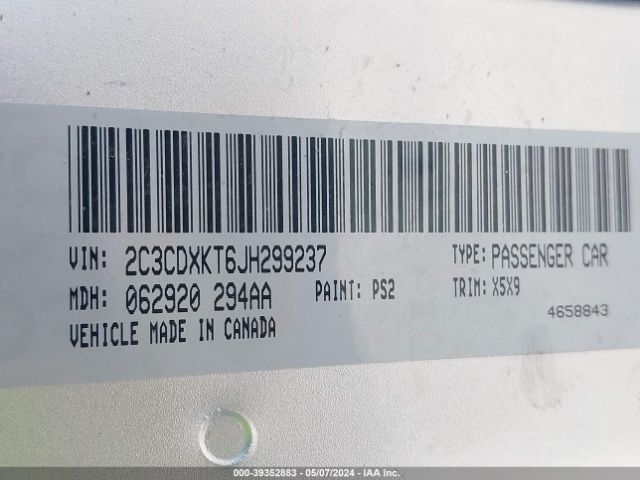 VIN: 2C3CDXKT6JH299237 TYPE: PASSENGER CAR
MDH: 062920 294AA PAINT: PS2 TRIM: X5X9
VEHICLE MADE IN CANADA 4658843
000-39352883 - 05/07/2024 - IAA Inc.